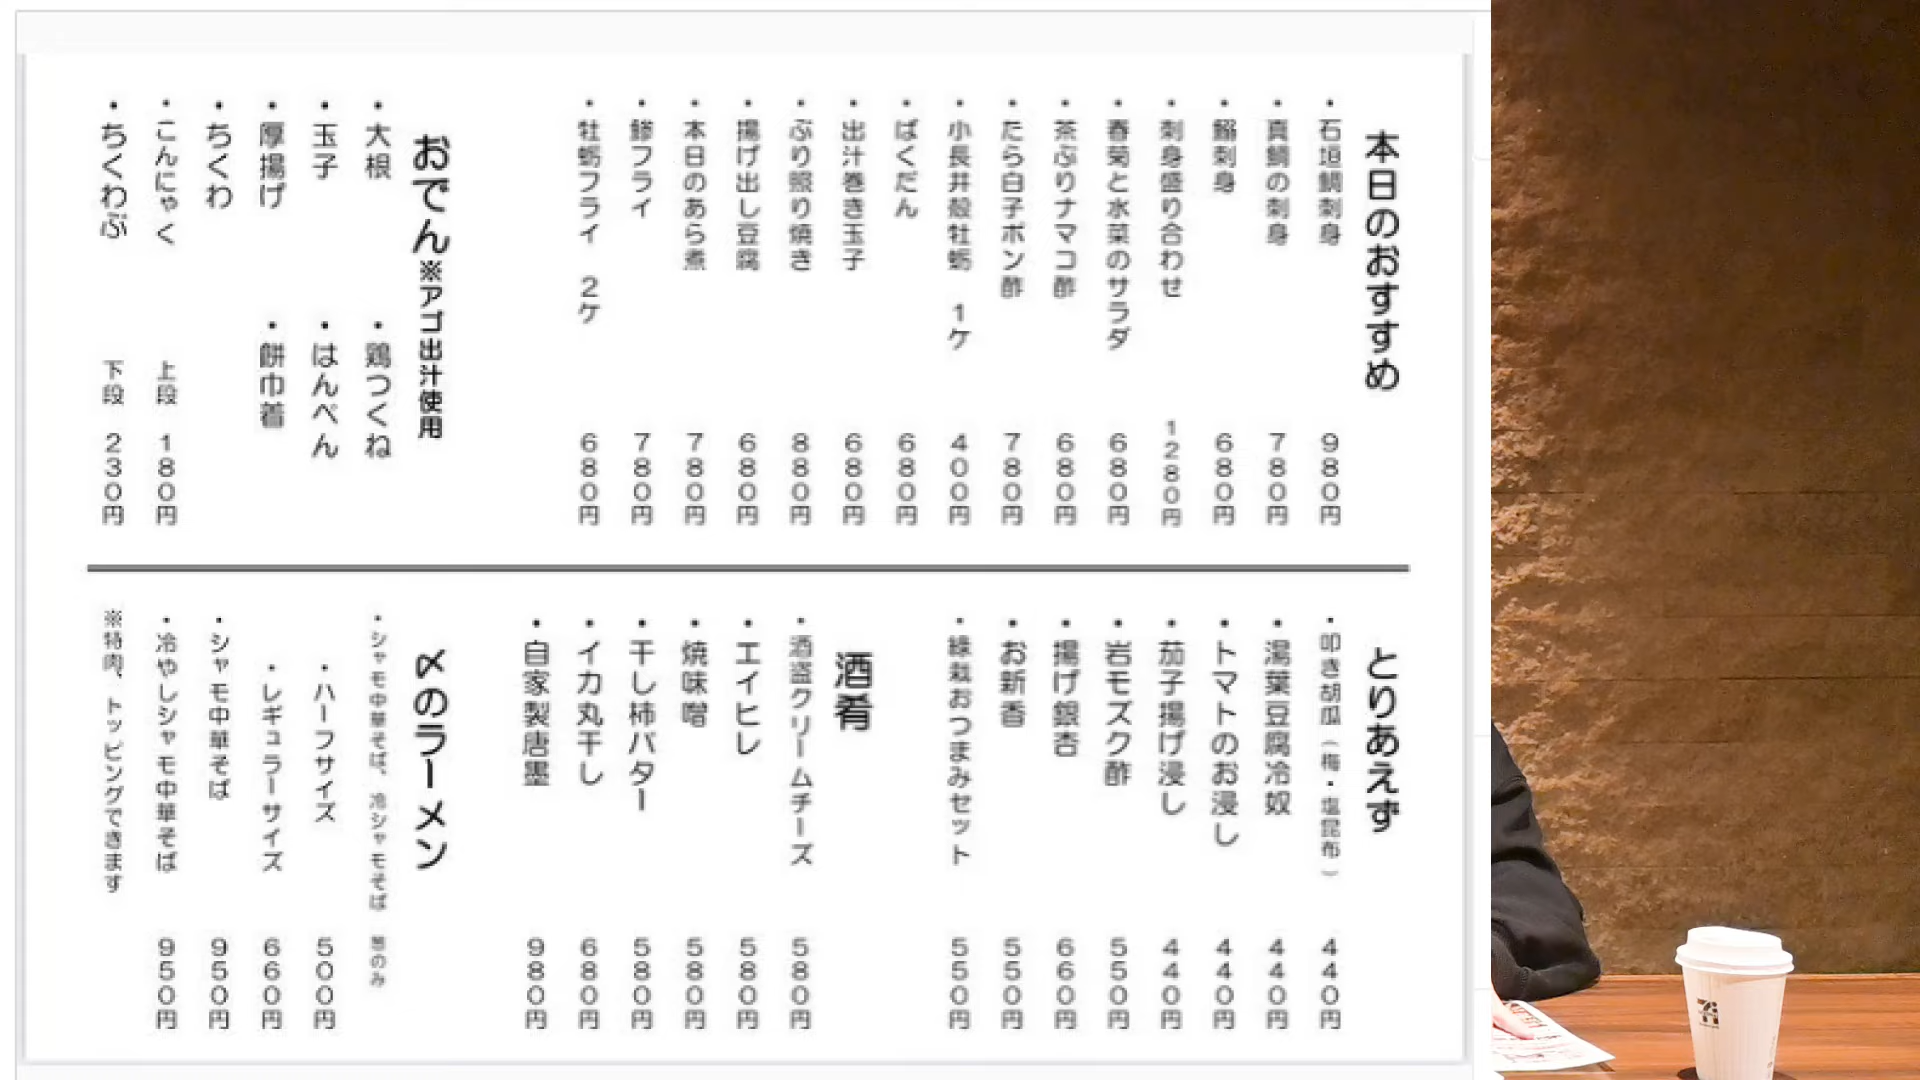 本日のおすすめ
・石垣鯛刺身 980円
・真鯛の刺身 780円
・鰯刺身 680円
・刺身盛り合わせ 1280円
・春菊と水菜のサラダ 680円
・茶ぶりナマコ酢 680円
・たら白子ポン酢 780円
・小長井殻牡蛎 1ケ 400円
・ばくだん 680円
・出汁巻き玉子 680円
・ぶり照り焼き 880円
・揚げ出し豆腐 680円
・本日のあら煮 780円
・鯵フライ 780円
・牡蛎フライ 2ケ 680円
おでん※アゴ出汁使用
・大根 ・鶏つくね
・玉子 ・はんぺん
・厚揚げ ・餅巾着
・ちくわ
・こんにゃく 上段 180円
・ちくわぶ 下段 230円
とりあえず
・叩き胡瓜（梅・塩昆布） 440円
・湯葉豆腐冷奴 440円
・トマトのお浸し 440円
・茄子揚げ浸し 440円
・岩モズク酢 550円
・揚げ銀杏 660円
・お新香 550円
・緑栽おつまみセット 550円
酒肴
・酒盗クリームチーズ 580円
・エイヒレ 580円
・焼味噌 580円
・干し柿バター 580円
・イカ丸干し 680円
・自家製唐墨 980円
〆のラーメン
・シャモ中華そば、冷シャモそば 葱のみ
・ハーフサイズ 500円
・レギュラーサイズ 660円
・シャモ中華そば 950円
・冷やしシャモ中華そば 950円
※特肉、トッピングできます